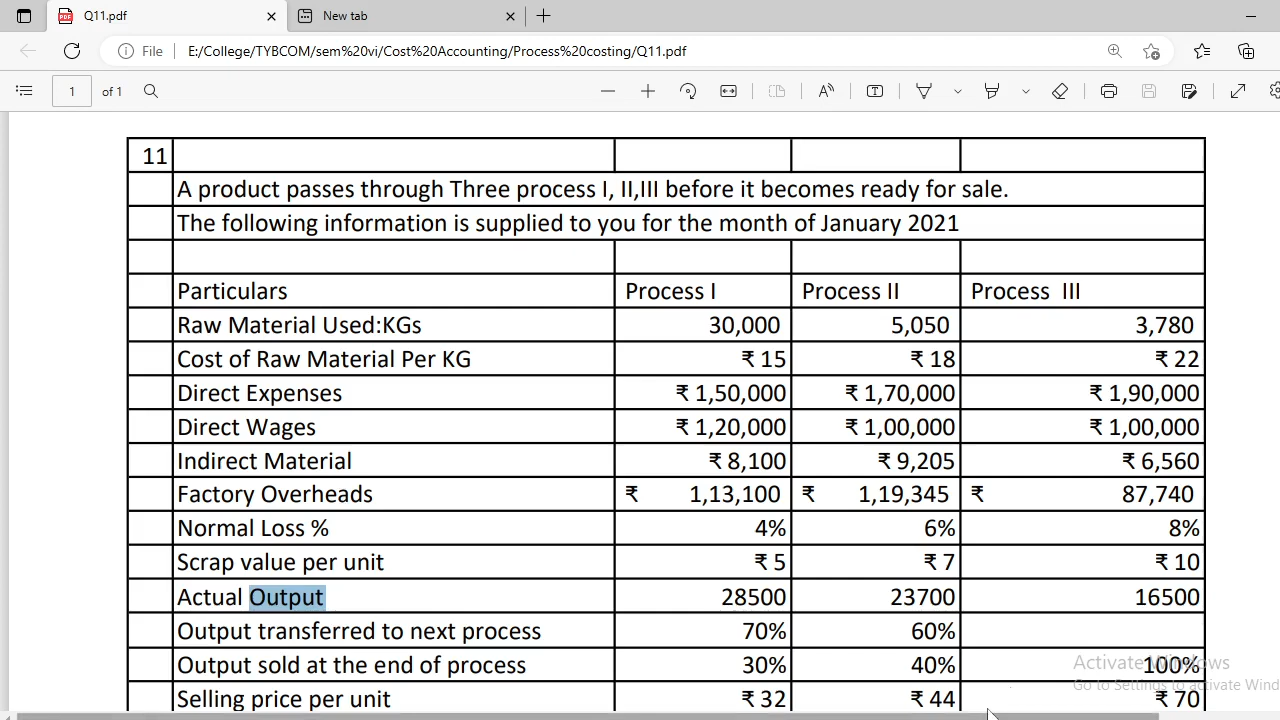 Q11.pdf
New tab
File E:/College/TYBCOM/sem%20vi/Cost%20Accounting/Process%20costing/Q11.pdf
1 of 1
11
A product passes through Three process I, II,III before it becomes ready for sale.
The following information is supplied to you for the month of January 2021
Particulars Process I Process II Process III
Raw Material Used:KGs 30,000 5,050 3,780
Cost of Raw Material Per KG ₹ 15 ₹ 18 ₹ 22
Direct Expenses ₹ 1,50,000 ₹ 1,70,000 ₹ 1,90,000
Direct Wages ₹ 1,20,000 ₹ 1,00,000 ₹ 1,00,000
Indirect Material ₹ 8,100 ₹ 9,205 ₹ 6,560
Factory Overheads ₹ 1,13,100 ₹ 1,19,345 ₹ 87,740
Normal Loss % 4% 6% 8%
Scrap value per unit ₹ 5 ₹ 7 ₹ 10
Actual Output 28500 23700 16500
Output transferred to next process 70% 60%
Output sold at the end of process 30% 40% 100%
Selling price per unit ₹ 32 ₹ 44 ₹ 70
Activate Windows
Go to Settings to activate Wind